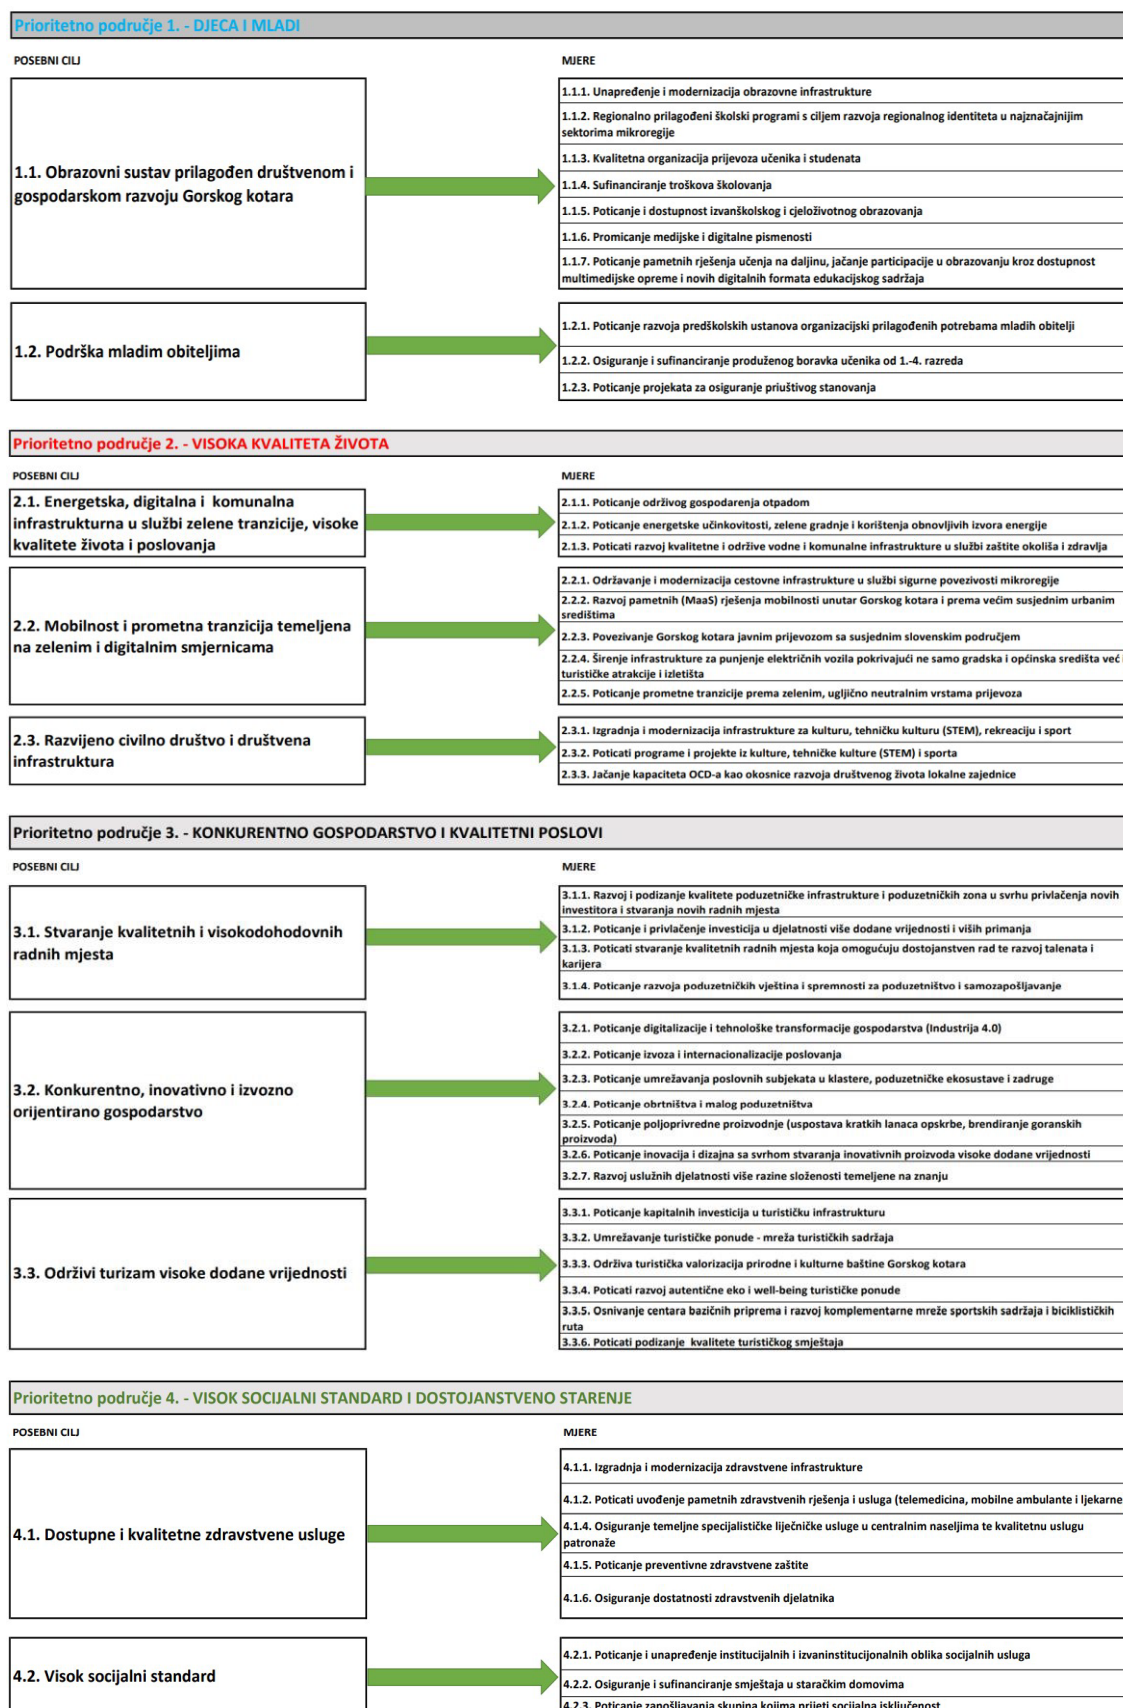 Prioritetno područje 1. - DJECA I MLADI
POSEBNI CILJ
MJERE
1.1. Obrazovni sustav prilagođen društvenom i
gospodarskom razvoju Gorskog kotara
1.1.1. Unapređenje i modernizacija obrazovne infrastrukture
1.1.2. Regionalno prilagođeni školski programi s ciljem razvoja regionalnog identiteta u najznačajnijim
sektorima mikroregije
1.1.3. Kvalitetna organizacija prijevoza učenika i studenata
1.1.4. Sufinanciranje troškova školovanja
1.1.5. Poticanje i dostupnost izvanškolskog i cjeloživotnog obrazovanja
1.1.6. Promicanje medijske i digitalne pismenosti
1.1.7. Poticanje pametnih rješenja učenja na daljinu, jačanje participacije u obrazovanju kroz dostupnost
multimedijske opreme i novih digitalnih formata edukacijskog sadržaja
1.2. Podrška mladim obiteljima
1.2.1. Poticanje razvoja predškolskih ustanova organizacijski prilagođenih potrebama mladih obitelji
1.2.2. Osiguranje i sufinanciranje produženog boravka učenika od 1.-4. razreda
1.2.3. Poticanje projekata za osiguranje priuštivog stanovanja
Prioritetno područje 2. - VISOKA KVALITETA ŽIVOTA
POSEBNI CILJ
MJERE
2.1. Energetska, digitalna i komunalna
infrastrukturna u službi zelene tranzicije, visoke
kvalitete života i poslovanja
2.1.1. Poticanje održivog gospodarenja otpadom
2.1.2. Poticanje energetske učinkovitosti, zelene gradnje i korištenja obnovljivih izvora energije
2.1.3. Poticati razvoj kvalitetne i održive vodne i komunalne infrastrukture u službi zaštite okoliša i zdravlja
2.2. Mobilnost i prometna tranzicija temeljena
na zelenim i digitalnim smjernicama
2.2.1. Održavanje i modernizacija cestovne infrastrukture u službi sigurne povezivosti mikroregije
2.2.2. Razvoj pametnih (MaaS) rješenja mobilnosti unutar Gorskog kotara i prema većim susjednim urbanim
središtima
2.2.3. Povezivanje Gorskog kotara javnim prijevozom sa susjednim slovenskim područjem
2.2.4. Širenje infrastrukture za punjenje električnih vozila pokrivajući ne samo gradska i općinska središta već i
turističke atrakcije i izletišta
2.2.5. Poticanje prometne tranzicije prema zelenim, ugljično neutralnim vrstama prijevoza
2.3. Razvijeno civilno društvo i društvena
infrastruktura
2.3.1. Izgradnja i modernizacija infrastrukture za kulturu, tehničku kulturu (STEM), rekreaciju i sport
2.3.2. Poticati programe i projekte iz kulture, tehničke kulture (STEM) i sporta
2.3.3. Jačanje kapaciteta OCD-a kao okosnice razvoja društvenog života lokalne zajednice
Prioritetno područje 3. - KONKURENTNO GOSPODARSTVO I KVALITETNI POSLOVI
POSEBNI CILJ
MJERE
3.1. Stvaranje kvalitetnih i visokodohodovnih
radnih mjesta
3.1.1. Razvoj i podizanje kvalitete poduzetničke infrastrukture i poduzetničkih zona u svrhu privlačenja novih
investitora i stvaranja novih radnih mjesta
3.1.2. Poticanje i privlačenje investicija u djelatnosti više dodane vrijednosti i viših primanja
3.1.3. Poticati stvaranje kvalitetnih radnih mjesta koja omogućuju dostojanstven rad te razvoj talenata i
karijera
3.1.4. Poticanje razvoja poduzetničkih vještina i spremnosti za poduzetništvo i samozapošljavanje
3.2. Konkurentno, inovativno i izvozno
orijentirano gospodarstvo
3.2.1. Poticanje digitalizacije i tehnološke transformacije gospodarstva (Industrija 4.0)
3.2.2. Poticanje izvoza i internacionalizacije poslovanja
3.2.3. Poticanje umrežavanja poslovnih subjekata u klastere, poduzetničke ekosustave i zadruge
3.2.4. Poticanje obrtništva i malog poduzetništva
3.2.5. Poticanje poljoprivredne proizvodnje (uspostava kratkih lanaca opskrbe, brendiranje goranskih
proizvoda)
3.2.6. Poticanje inovacija i dizajna sa svrhom stvaranja inovativnih proizvoda visoke dodane vrijednosti
3.2.7. Razvoj uslužnih djelatnosti više razine složenosti temeljene na znanju
3.3. Održivi turizam visoke dodane vrijednosti
3.3.1. Poticanje kapitalnih investicija u turističku infrastrukturu
3.3.2. Umrežavanje turističke ponude - mreža turističkih sadržaja
3.3.3. Održiva turistička valorizacija prirodne i kulturne baštine Gorskog kotara
3.3.4. Poticati razvoj autentične eko i well-being turističke ponude
3.3.5. Osnivanje centara bazičnih priprema i razvoj komplementarne mreže sportskih sadržaja i biciklističkih
ruta
3.3.6. Poticati podizanje kvalitete turističkog smještaja
Prioritetno područje 4. - VISOK SOCIJALNI STANDARD I DOSTOJANSTVENO STARENJE
POSEBNI CILJ
MJERE
4.1. Dostupne i kvalitetne zdravstvene usluge
4.1.1. Izgradnja i modernizacija zdravstvene infrastrukture
4.1.2. Poticati uvođenje pametnih zdravstvenih rješenja i usluga (telemedicina, mobilne ambulante i ljekarne
4.1.4. Osiguranje temeljne specijalističke liječničke usluge u centralnim naseljima te kvalitetnu uslugu
patronaže
4.1.5. Poticanje preventivne zdravstvene zaštite
4.1.6. Osiguranje dostatnosti zdravstvenih djelatnika
4.2. Visok socijalni standard
4.2.1. Poticanje i unapređenje institucijalnih i izvaninstitucijonalnih oblika socijalnih usluga
4.2.2. Osiguranje i sufinanciranje smještaja u staračkim domovima
4.2.3. Poticanje zapošljavanja skupina kojima prijeti socijalna isključenost